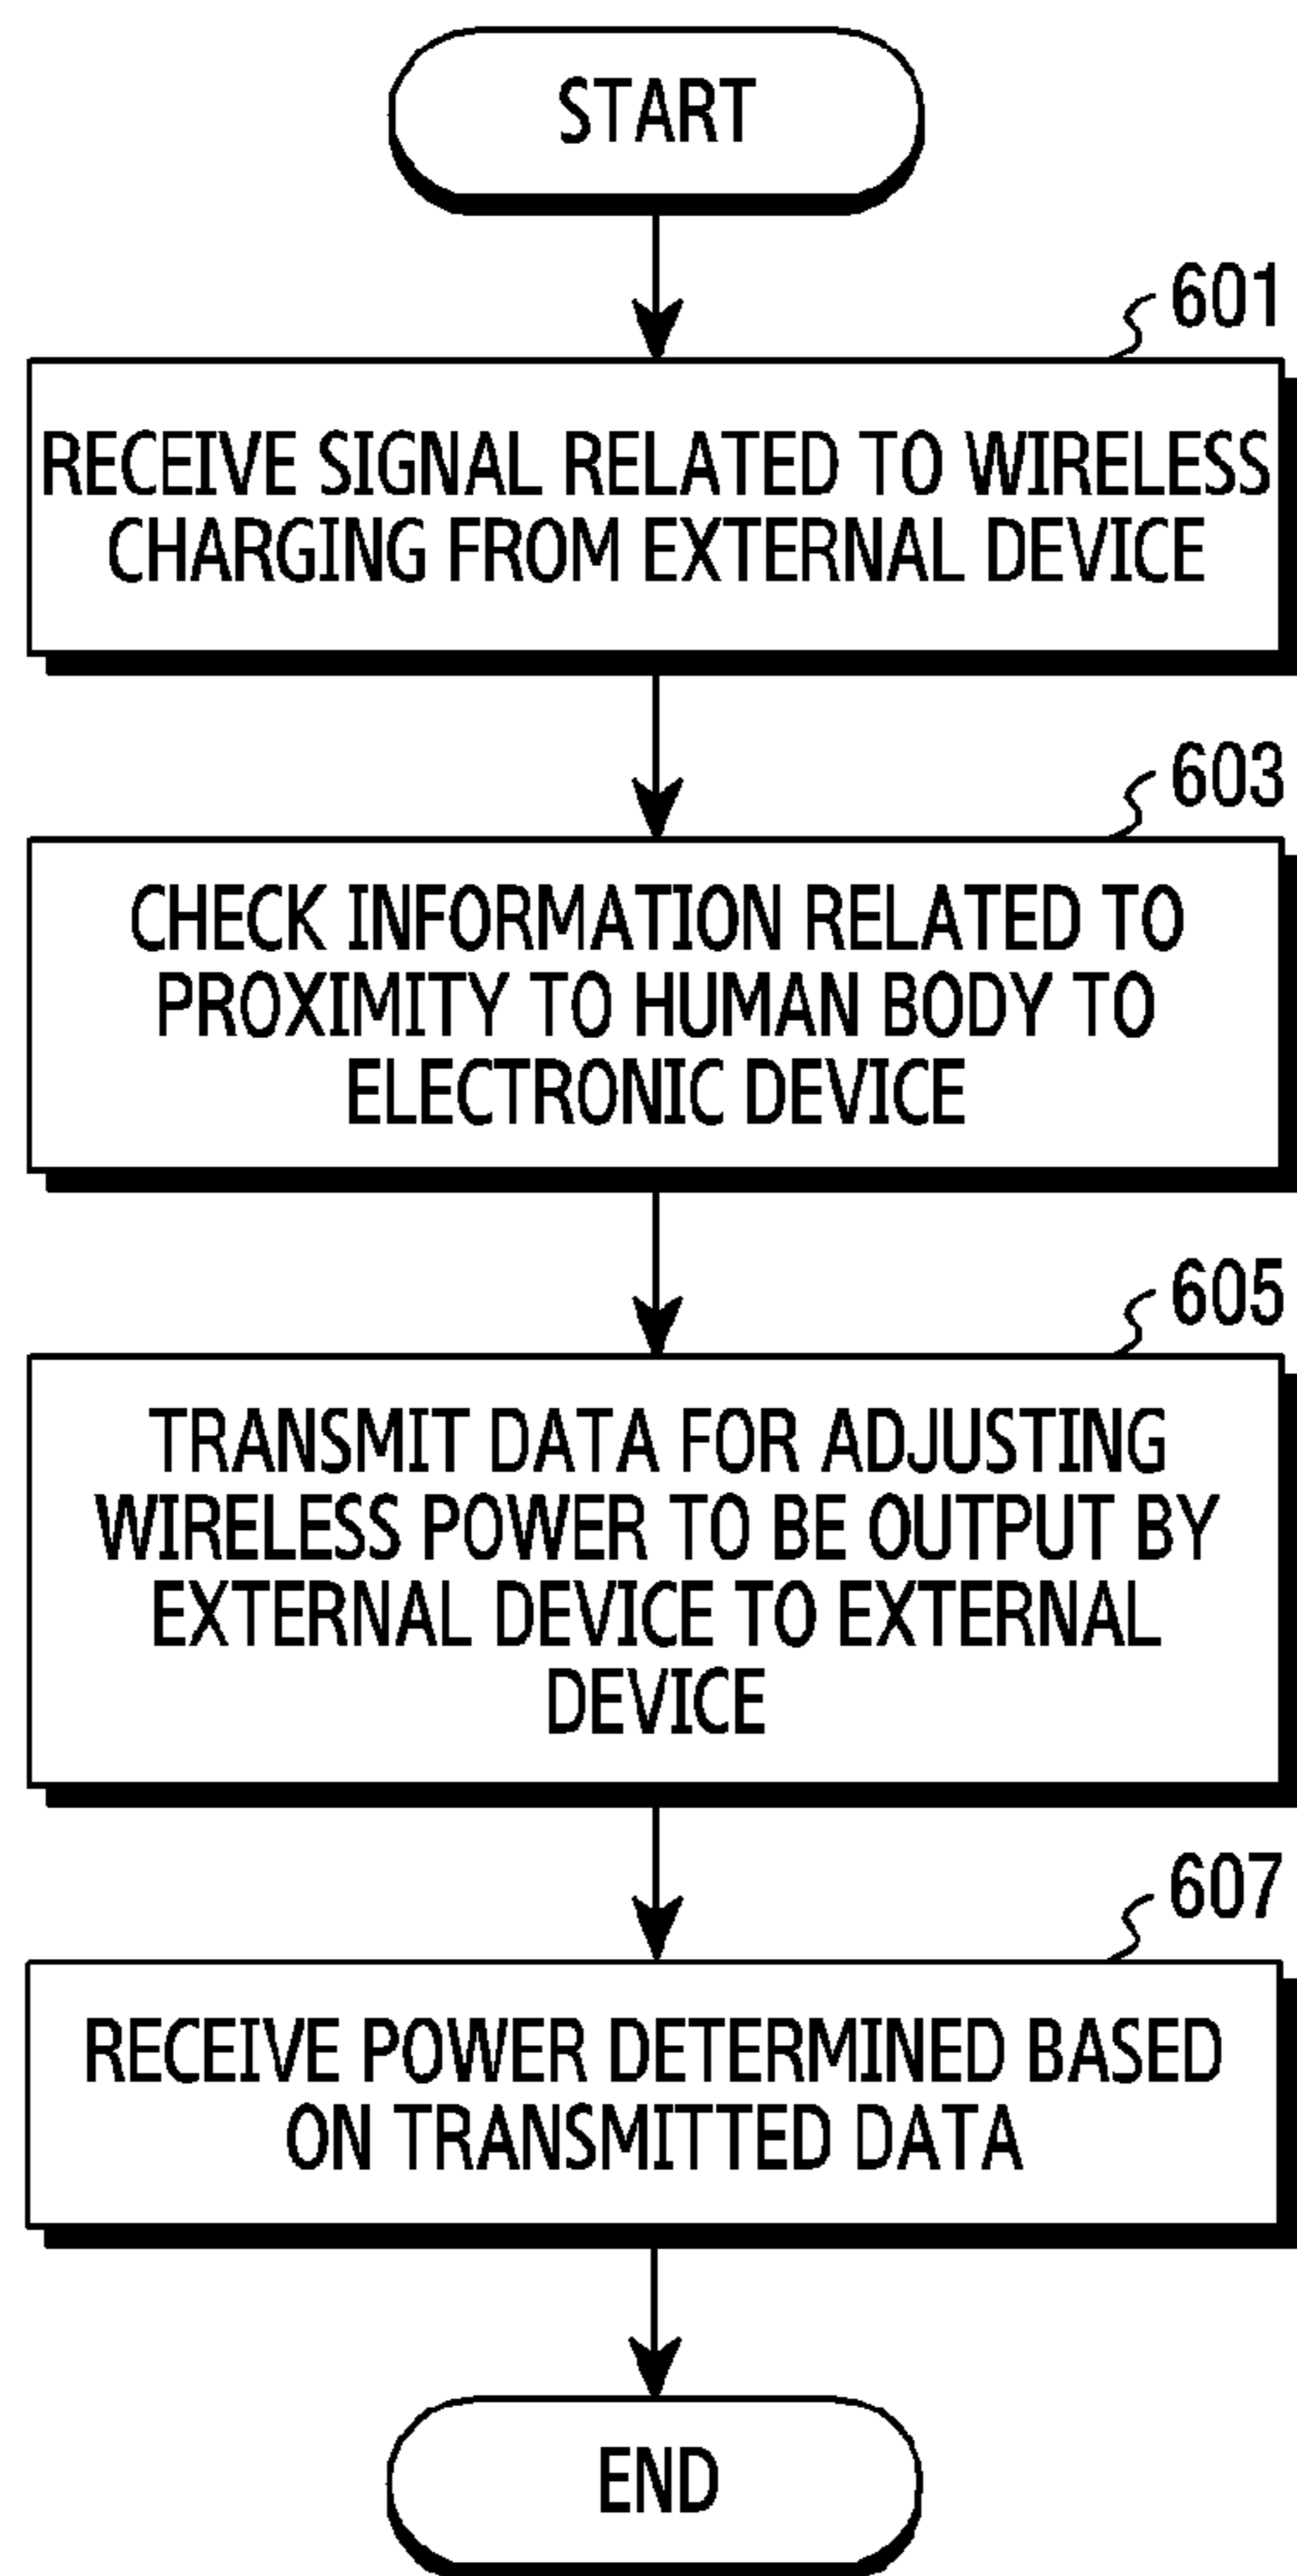 START
601
RECEIVE SIGNAL RELATED TO WIRELESS
CHARGING FROM EXTERNAL DEVICE
603
CHECK INFORMATION RELATED TO
PROXIMITY TO HUMAN BODY TO
ELECTRONIC DEVICE
605
TRANSMIT DATA FOR ADJUSTING
WIRELESS POWER TO BE OUTPUT BY
EXTERNAL DEVICE TO EXTERNAL
DEVICE
607
RECEIVE POWER DETERMINED BASED
ON TRANSMITTED DATA
END